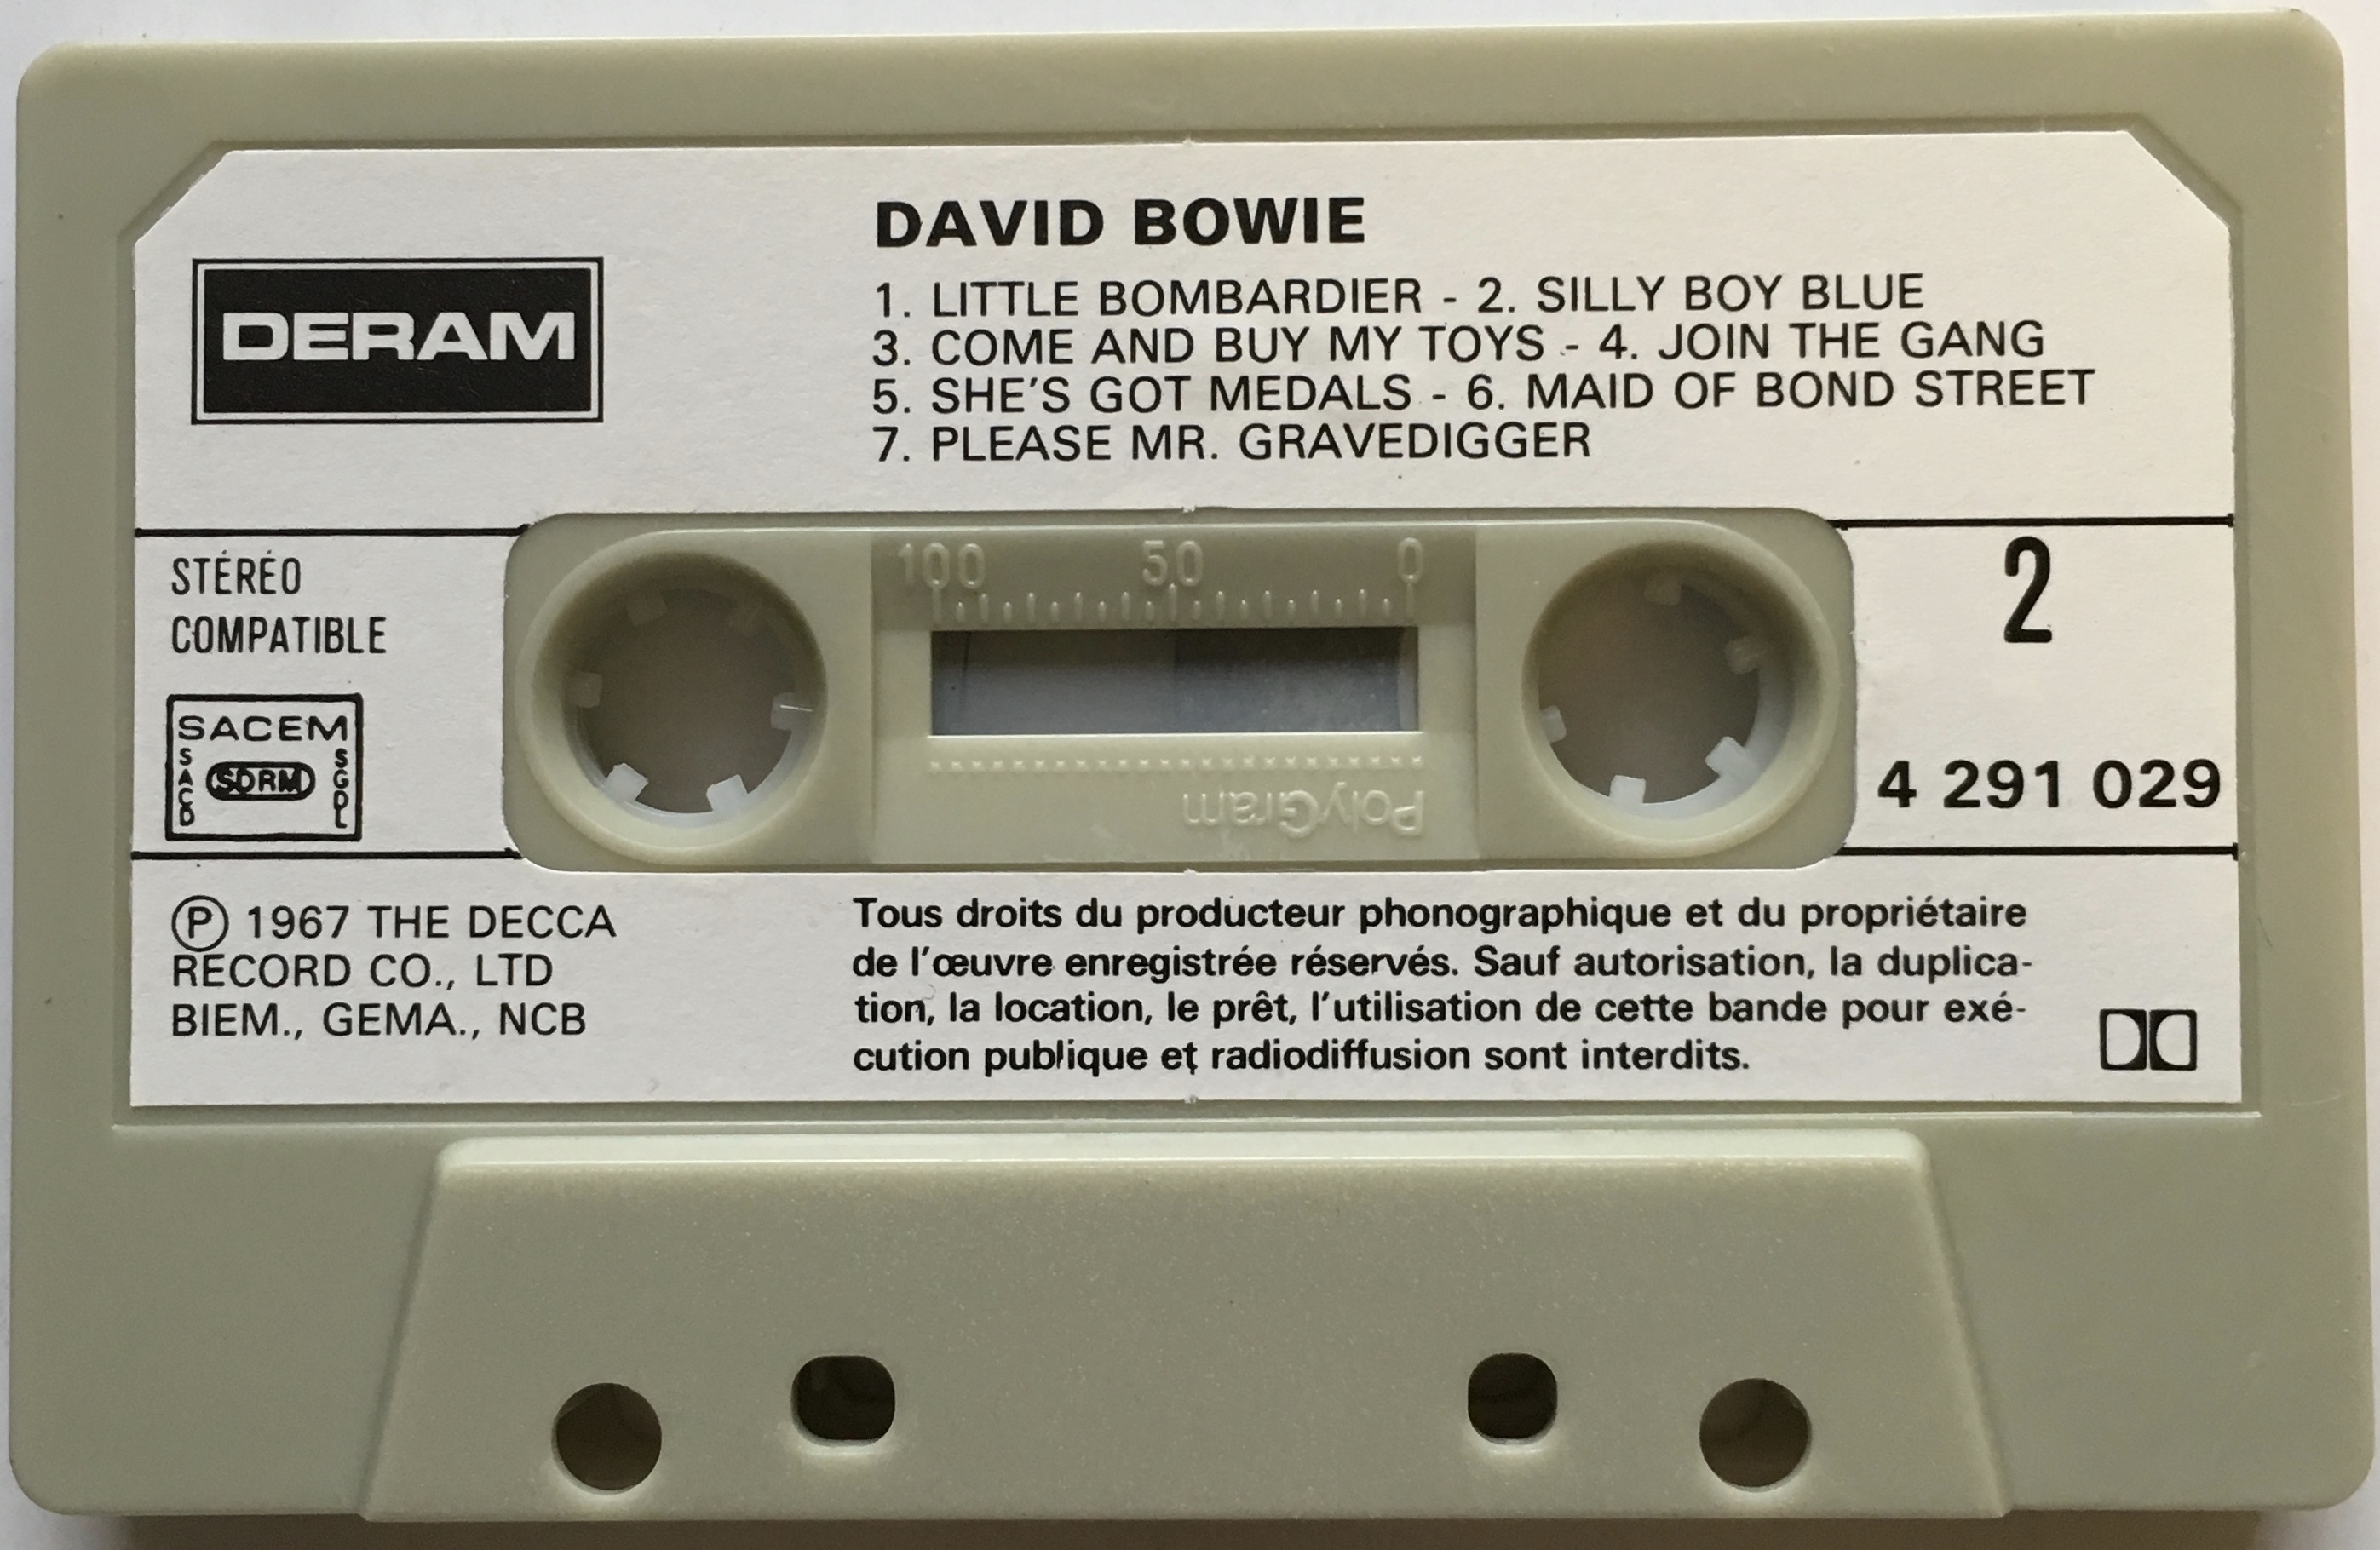 DAVID BOWIE
1. LITTLE BOMBARDIER - 2. SILLY BOY BLUE
3. COME AND BUY MY TOYS - 4. JOIN THE GANG
5. SHE'S GOT MEDALS - 6. MAID OF BOND STREET
7. PLEASE MR. GRAVEDIGGER
DERAM
STÉRÉO
COMPATIBLE
SACEM
SACD
SDRM
SGDL
100 50 0
PolyGram
2
4 291 029
Ⓟ 1967 THE DECCA
RECORD CO., LTD
BIEM., GEMA., NCB
Tous droits du producteur phonographique et du propriétaire
de l'œuvre enregistrée réservés. Sauf autorisation, la duplica-
tion, la location, le prêt, l'utilisation de cette bande pour exé-
cution publique et radiodiffusion sont interdits.